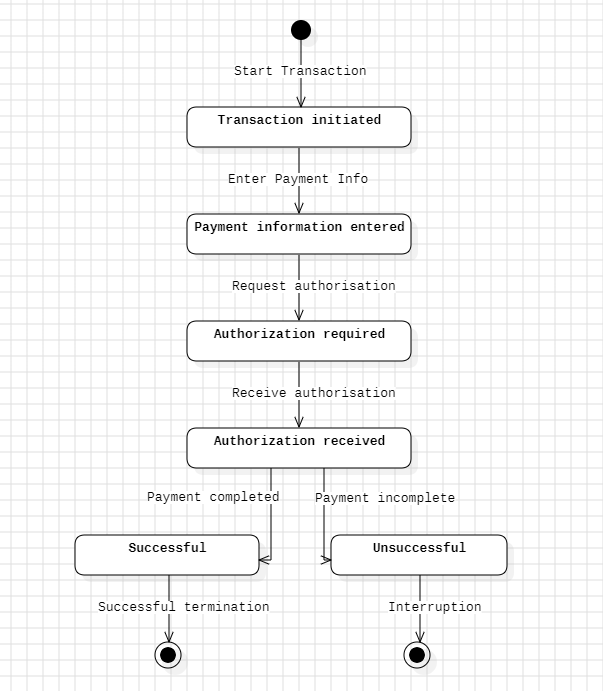 Start Transaction
Transaction initiated
Enter Payment Info
Payment information entered
Request authorisation
Authorization required
Receive authorisation
Authorization received
Payment completed
Payment incomplete
Successful
Unsuccessful
Successful termination
Interruption